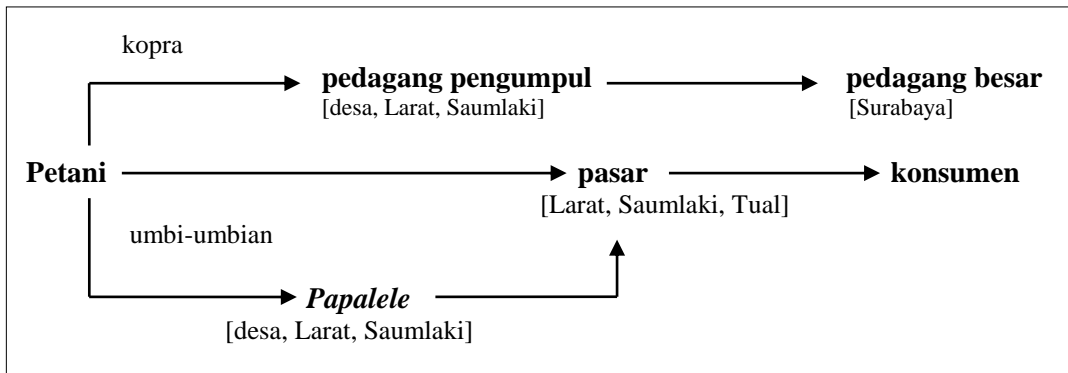 kopra
pedagang pengumpul
[desa, Larat, Saumlaki]
pedagang besar
[Surabaya]
Petani
pasar
[Larat, Saumlaki, Tual]
konsumen
umbi-umbian
Papalele
[desa, Larat, Saumlaki]